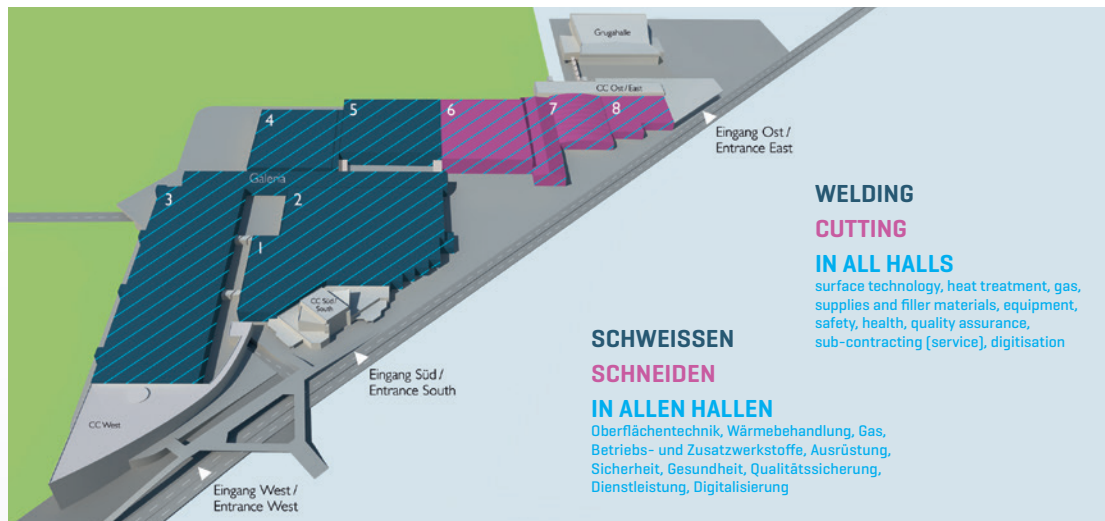 Grugahalle
CC Ost/East
4
5
6
7
8
Eingang Ost /
Entrance East
Galeria
3
2
1
CC Süd/
South
CC West
Eingang Süd /
Entrance South
Eingang West /
Entrance West
WELDING
CUTTING
IN ALL HALLS
surface technology, heat treatment, gas,
supplies and filler materials, equipment,
safety, health, quality assurance,
sub-contracting (service), digitisation
SCHWEISSEN
SCHNEIDEN
IN ALLEN HALLEN
Oberflächentechnik, Wärmebehandlung, Gas,
Betriebs- und Zusatzwerkstoffe, Ausrüstung,
Sicherheit, Gesundheit, Qualitätssicherung,
Dienstleistung, Digitalisierung